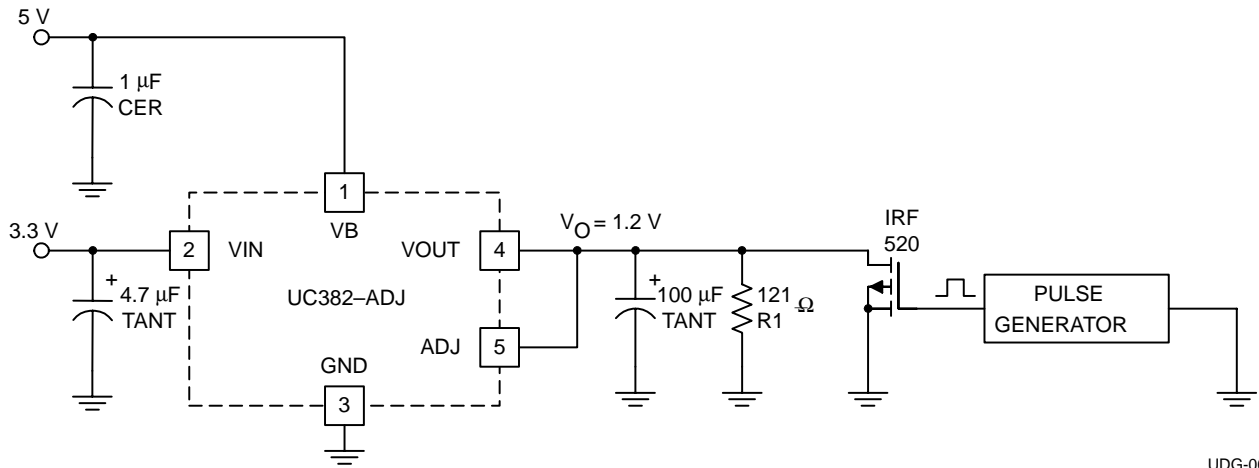 5 V
1 μF
CER
1
VB
3.3 V
2
VIN
4.7 μF
TANT
+
UC382–ADJ
VOUT
4
ADJ
5
GND
3
VO = 1.2 V
+
100 μF
TANT
121 Ω
R1
IRF
520
PULSE
GENERATOR